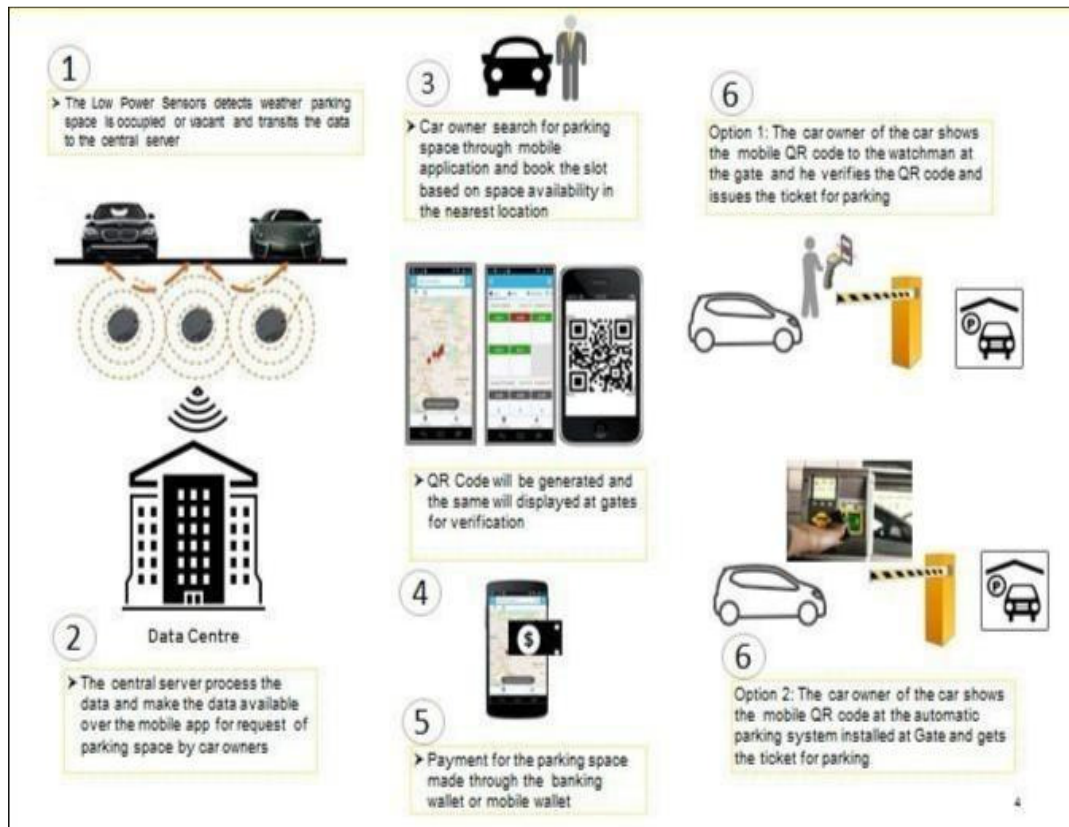 1
➤ The Low Power Sensors detects weather parking
space is occupied or vacant and transits the data
to the central server
Data Centre
2
➤ The central server process the
data and make the data available
over the mobile app for request of
parking space by car owners
3
➤ Car owner search for parking
space through mobile
application and book the slot
based on space availability in
the nearest location
➤ QR Code will be generated and
the same will displayed at gates
for verification
4
$
5
➤ Payment for the parking space
made through the banking
wallet or mobile wallet
6
Option 1: The car owner of the car shows
the mobile QR code to the watchman at
the gate and he verifies the QR code and
issues the ticket for parking
P
P
6
Option 2: The car owner of the car shows
the mobile QR code at the automatic
parking system installed at Gate and gets
the ticket for parking
4